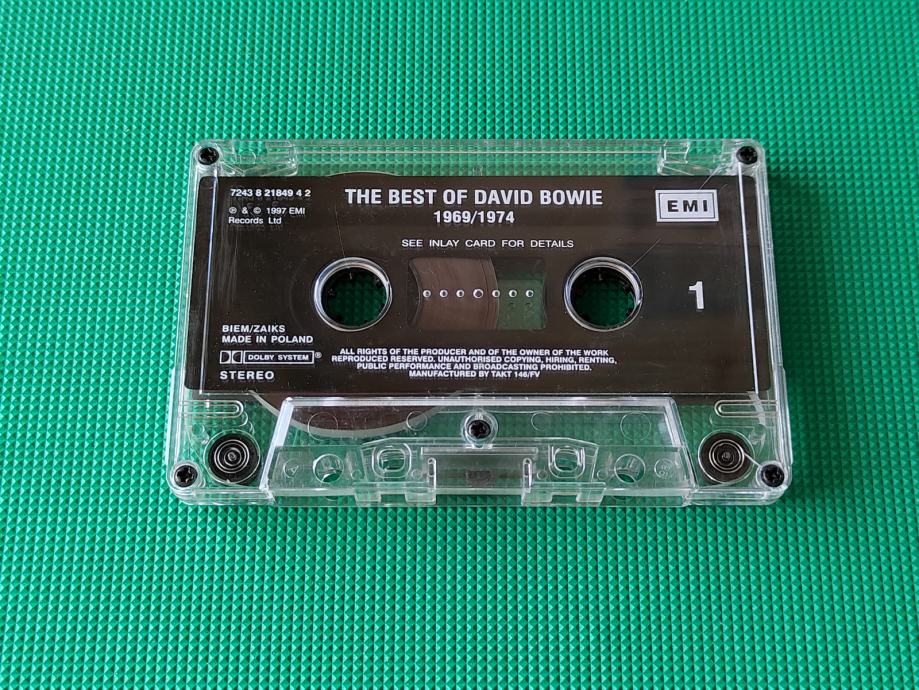 7243 8 21849 4 2
℗ & © 1997 EMI
Records Ltd
THE BEST OF DAVID BOWIE
1969/1974
EMI
SEE INLAY CARD FOR DETAILS
1
BIEM/ZAIKS
MADE IN POLAND
DOLBY SYSTEM®
STEREO
ALL RIGHTS OF THE PRODUCER AND OF THE OWNER OF THE WORK
REPRODUCED RESERVED. UNAUTHORISED COPYING, HIRING, RENTING,
PUBLIC PERFORMANCE AND BROADCASTING PROHIBITED.
MANUFACTURED BY TAKT 146/FV